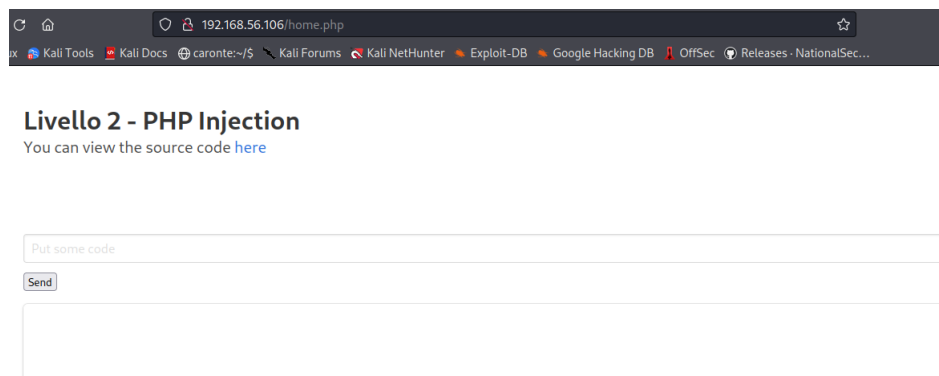 192.168.56.106/home.php
ux Kali Tools Kali Docs caronte:~/$ Kali Forums Kali NetHunter Exploit-DB Google Hacking DB OffSec Releases · NationalSec...
Livello 2 - PHP Injection
You can view the source code here
Put some code
Send